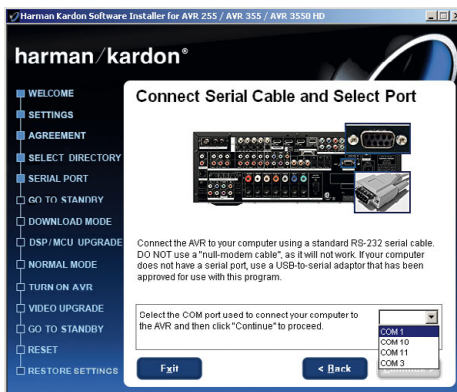 Harman Kardon Software Installer for AVR 255 / AVR 355 / AVR 3550 HD
harman/kardon®
WELCOME
SETTINGS
AGREEMENT
SELECT DIRECTORY
SERIAL PORT
GO TO STANDBY
DOWNLOAD MODE
DSP/MCU UPGRADE
NORMAL MODE
TURN ON AVR
VIDEO UPGRADE
GO TO STANDBY
RESET
RESTORE SETTINGS
Connect Serial Cable and Select Port
Connect the AVR to your computer using a standard RS-232 serial cable.
DO NOT use a "null-modem cable", as it will not work. If your computer
does not have a serial port, use a USB-to-serial adaptor that has been
approved for use with this program.
Select the COM port used to connect your computer to
the AVR and then click "Continue" to proceed.
COM 1
COM 10
COM 11
COM 3
Exit
< Back